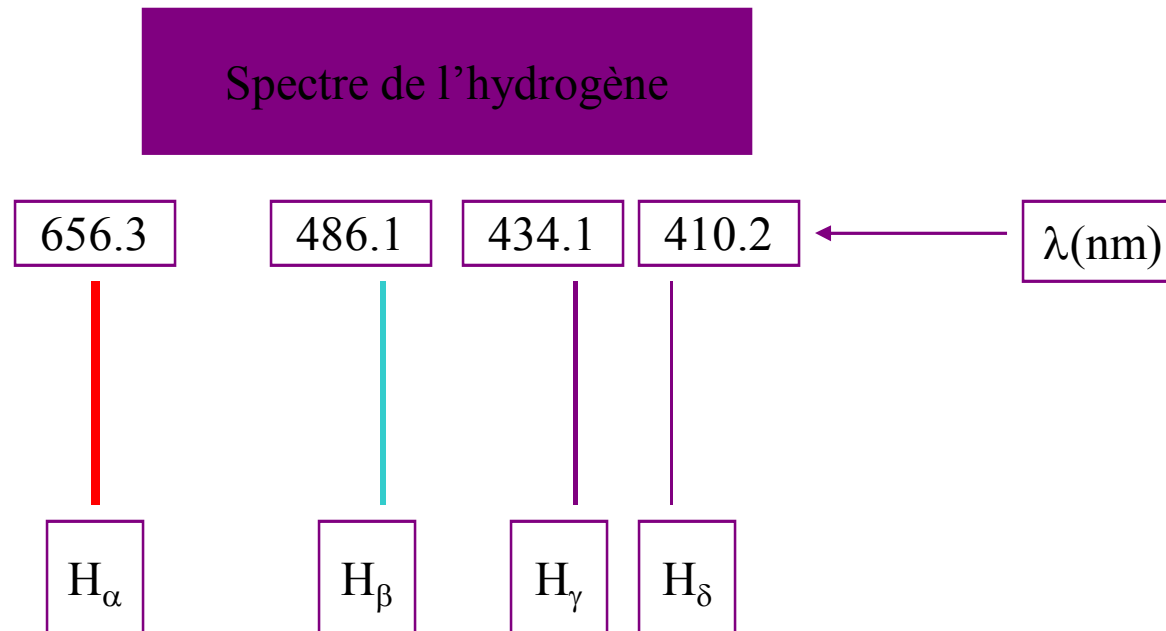 Spectre de l’hydrogène
656.3 486.1 434.1 410.2 λ(nm)
Hα Hβ Hγ Hδ